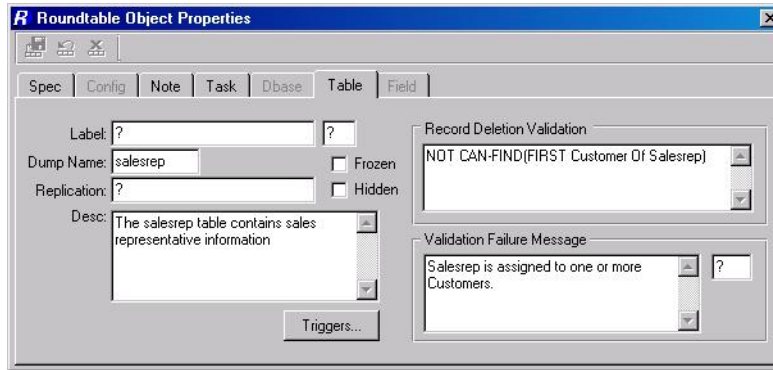 Roundtable Object Properties
Spec Config Note Task Dbase Table Field
Label: ? ?
Dump Name: salesrep Frozen
Replication: ? Hidden
Desc: The salesrep table contains sales
representative information
Triggers...
Record Deletion Validation
NOT CAN-FIND(FIRST Customer Of Salesrep)
Validation Failure Message
Salesrep is assigned to one or more ?
Customers.